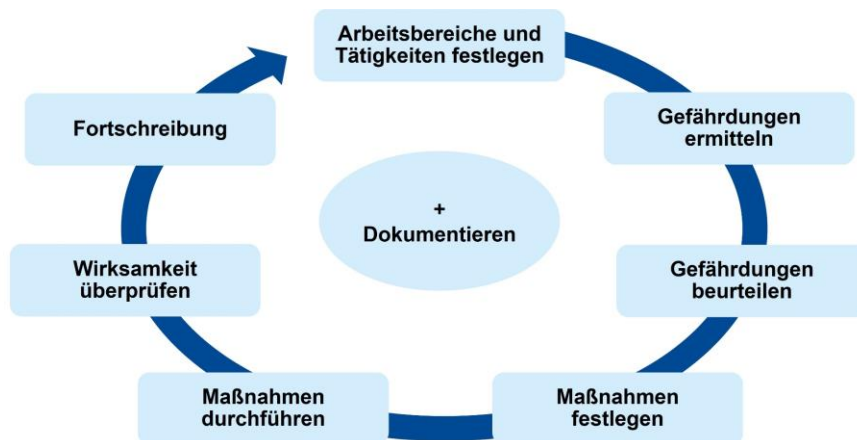 Arbeitsbereiche und
Tätigkeiten festlegen
Gefährdungen
ermitteln
Gefährdungen
beurteilen
Maßnahmen
festlegen
Maßnahmen
durchführen
Wirksamkeit
überprüfen
Fortschreibung
+
Dokumentieren